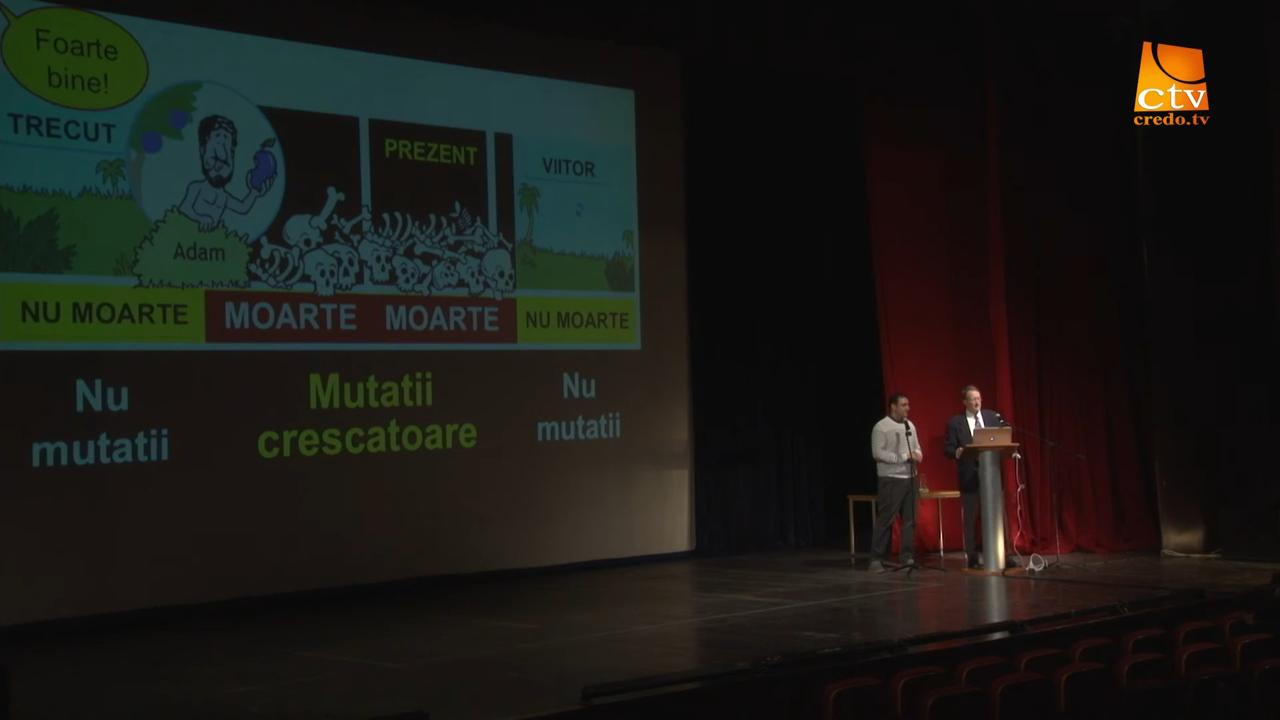 Foarte
bine!
TRECUT
PREZENT
VIITOR
Adam
NU MOARTE
MOARTE
MOARTE
NU MOARTE
Nu
mutatii
Mutatii
crescatoare
Nu
mutatii
ctv
credo.tv